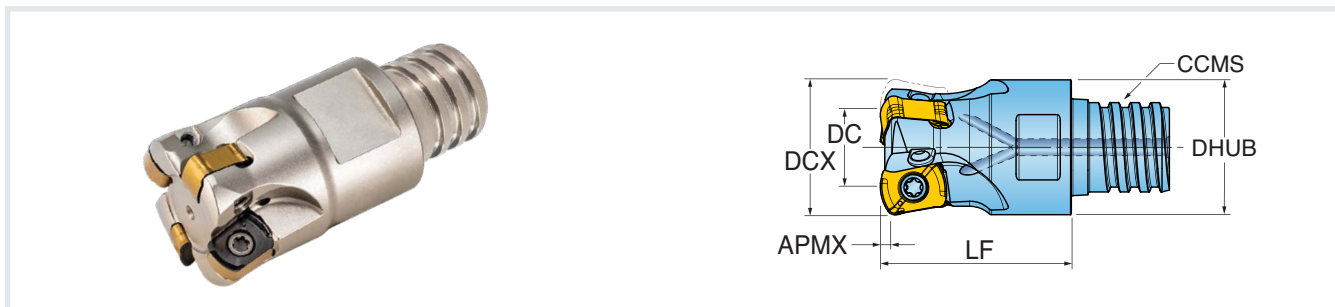 CCMS
DC
DCX
DHUB
APMX
LF